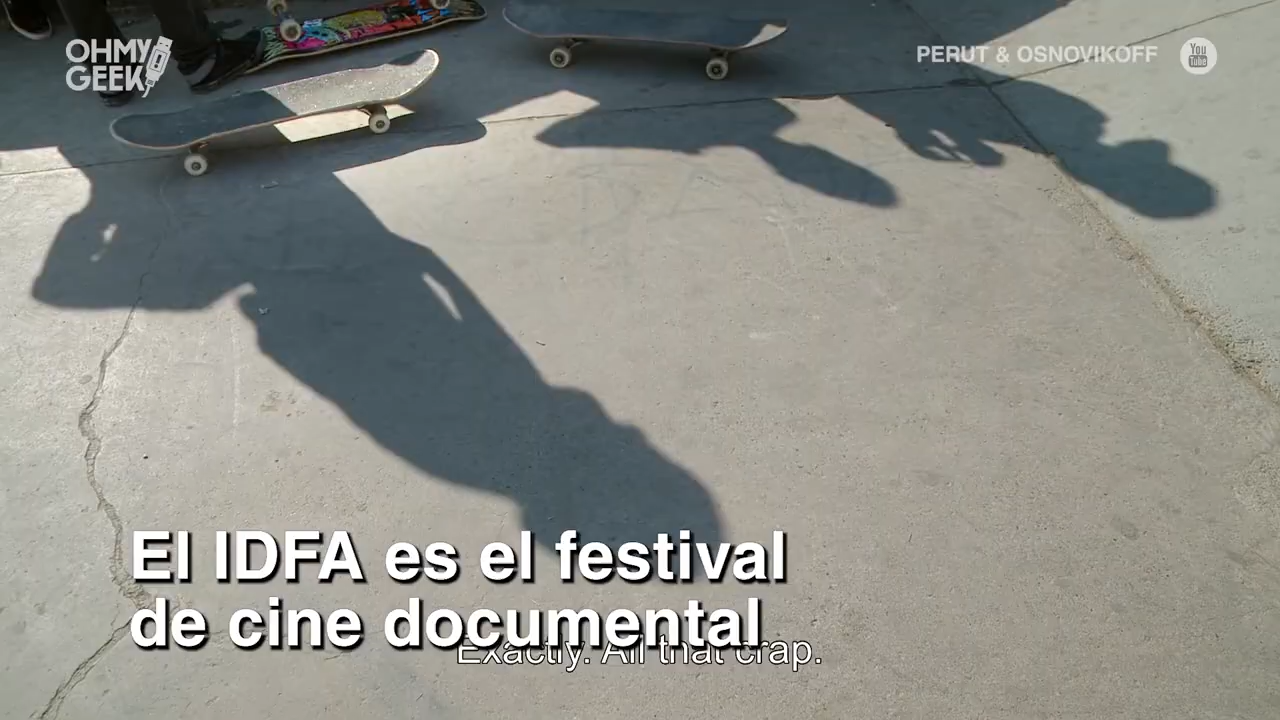 OHMY
GEEK
PERUT & OSNOVIKOFF
You
Tube
El IDFA es el festival
de cine documental
Exactly. All that crap.